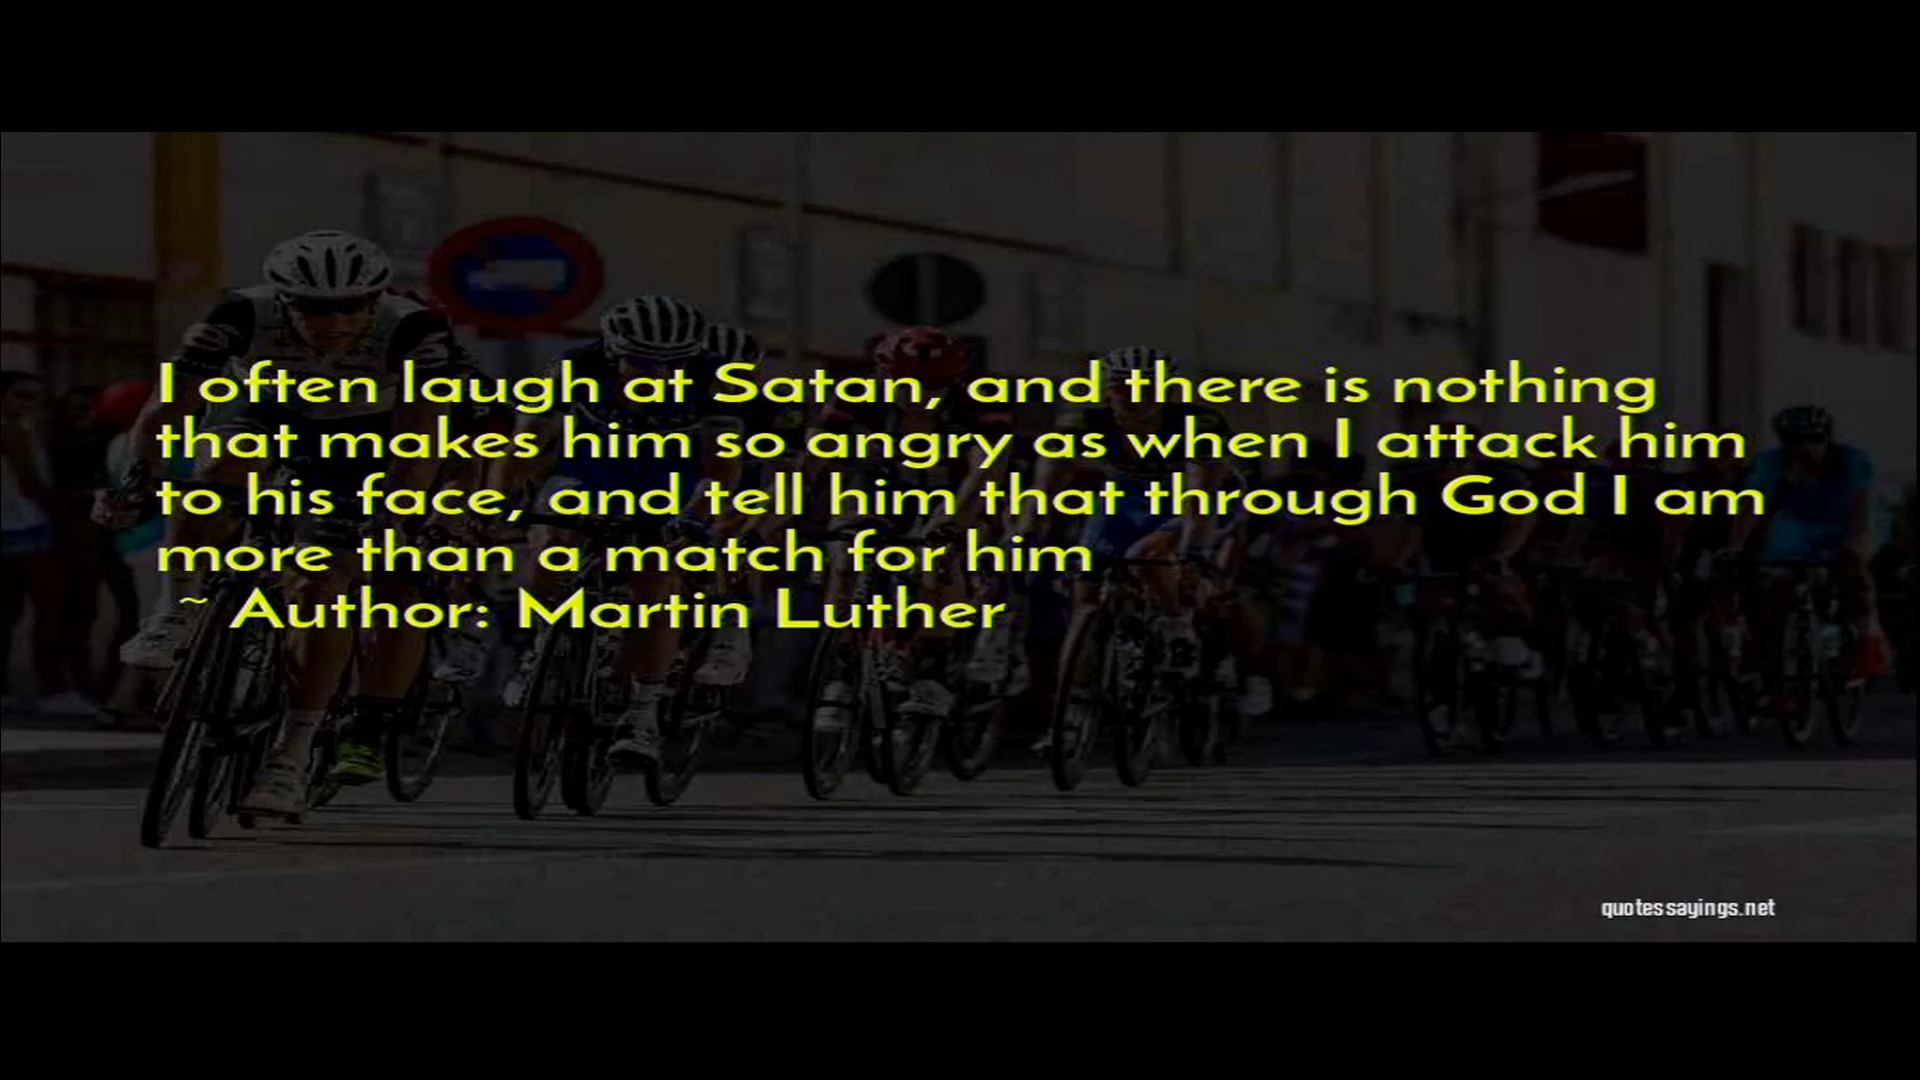 I often laugh at Satan, and there is nothing
that makes him so angry as when I attack him
to his face, and tell him that through God I am
more than a match for him
~ Author: Martin Luther
quotessayings.net